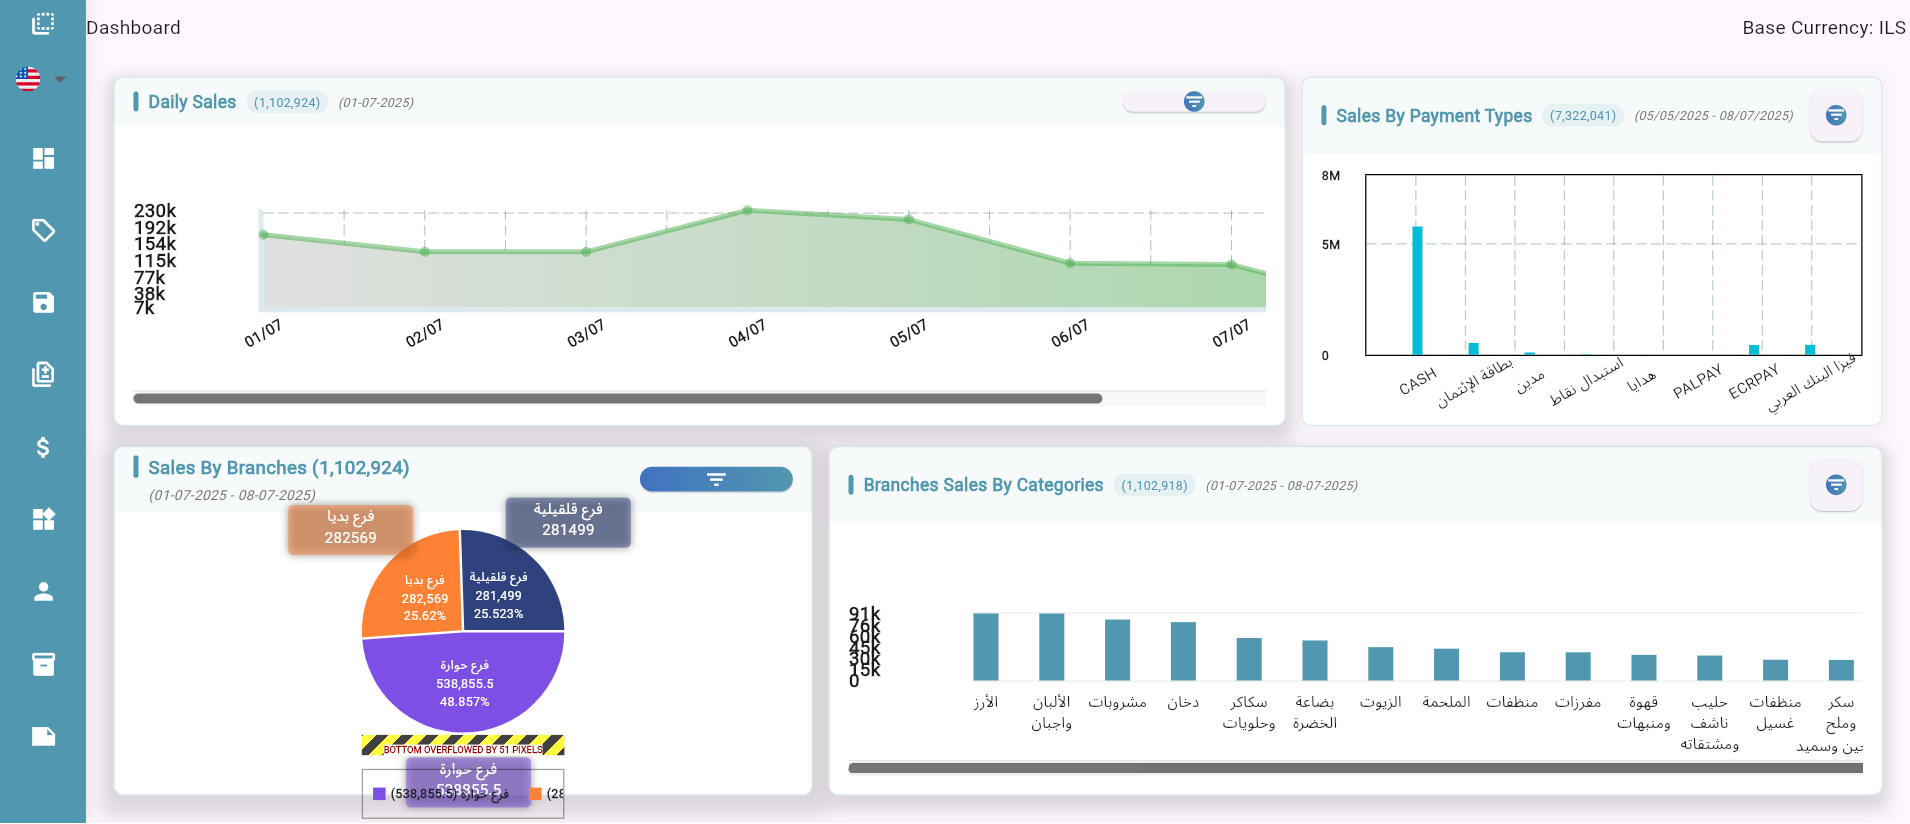 Dashboard
Base Currency: ILS
Daily Sales (1,102,924) (01-07-2025)
230k
192k
154k
115k
77k
38k
7k
01/07
02/07
03/07
04/07
05/07
06/07
07/07
Sales By Payment Types (7,322,041) (05/05/2025 - 08/07/2025)
8M
5M
0
CASH
بطاقة الإئتمان
مدين
استبدال نقاط
هدايا
PALPAY
ECRPAY
فيزا البنك العربي
Sales By Branches (1,102,924)
(01-07-2025 - 08-07-2025)
فرع بديا
282569
فرع قلقيلية
281499
فرع بديا
282,569
25.62%
فرع قلقيلية
281,499
25.523%
فرع حوارة
538,855.5
48.857%
BOTTOM OVERFLOWED BY 51 PIXELS
فرع حوارة
538855.5
فرع حوارة (538,855.5)
(28
Branches Sales By Categories (1,102,918) (01-07-2025 - 08-07-2025)
91k
76k
60k
45k
30k
15k
0
الأرز
الألبان
واجبان
مشروبات
دخان
سكاكر
وحلويات
بضاعة
الخضرة
الزيوت
الملحمة
منظفات
مفرزات
قهوة
ومنبهات
حليب
ناشف
ومشتقاته
منظفات
غسيل
سكر
وملح
وسميد